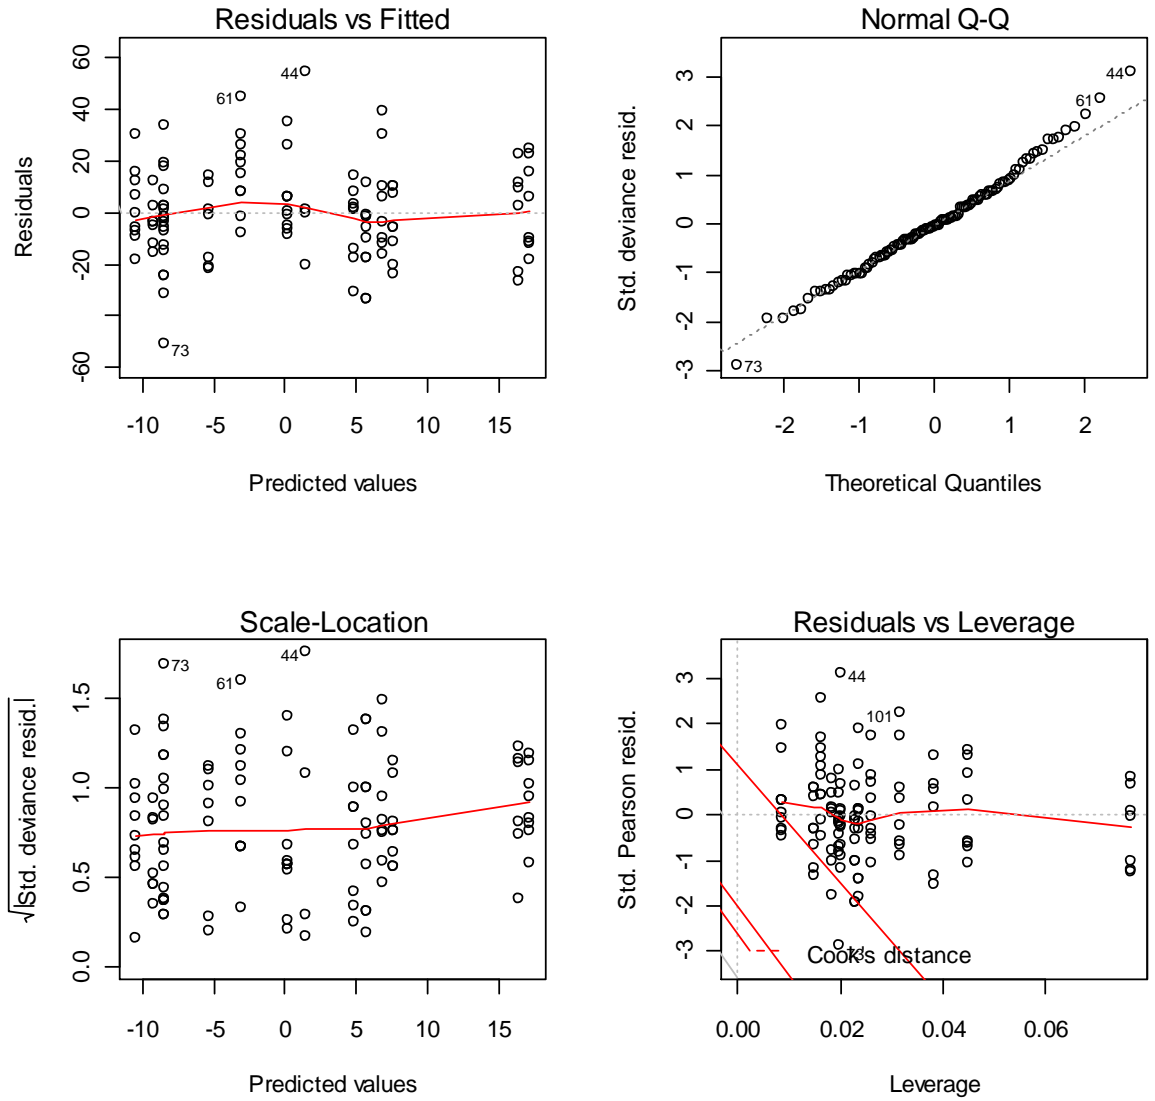 Residuals vs Fitted
Residuals
60
40
20
0
-20
-60
44
61
73
-10 -5 0 5 10 15
Predicted values
Normal Q-Q
Std. deviance resid.
3
2
1
0
-1
-2
-3
44
61
73
-2 -1 0 1 2
Theoretical Quantiles
Scale-Location
√|Std. deviance resid.|
1.5
1.0
0.5
0.0
73
44
61
-10 -5 0 5 10 15
Predicted values
Residuals vs Leverage
Std. Pearson resid.
3
2
1
0
-1
-2
-3
44
101
73
Cook's distance
0.00 0.02 0.04 0.06
Leverage